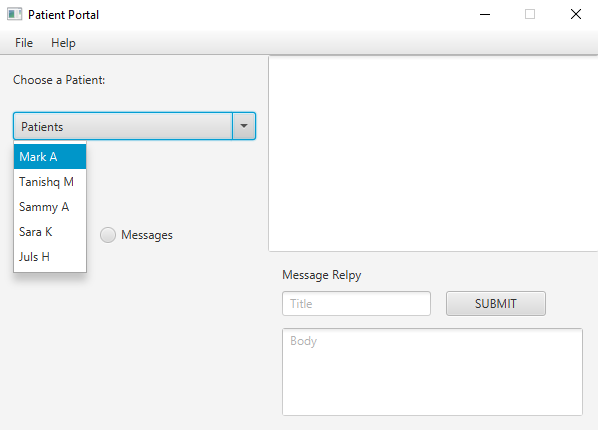 Patient Portal
File Help
Choose a Patient:
Patients
Mark A
Tanishq M
Sammy A
Sara K
Juls H
Messages
Message Relpy
Title
SUBMIT
Body